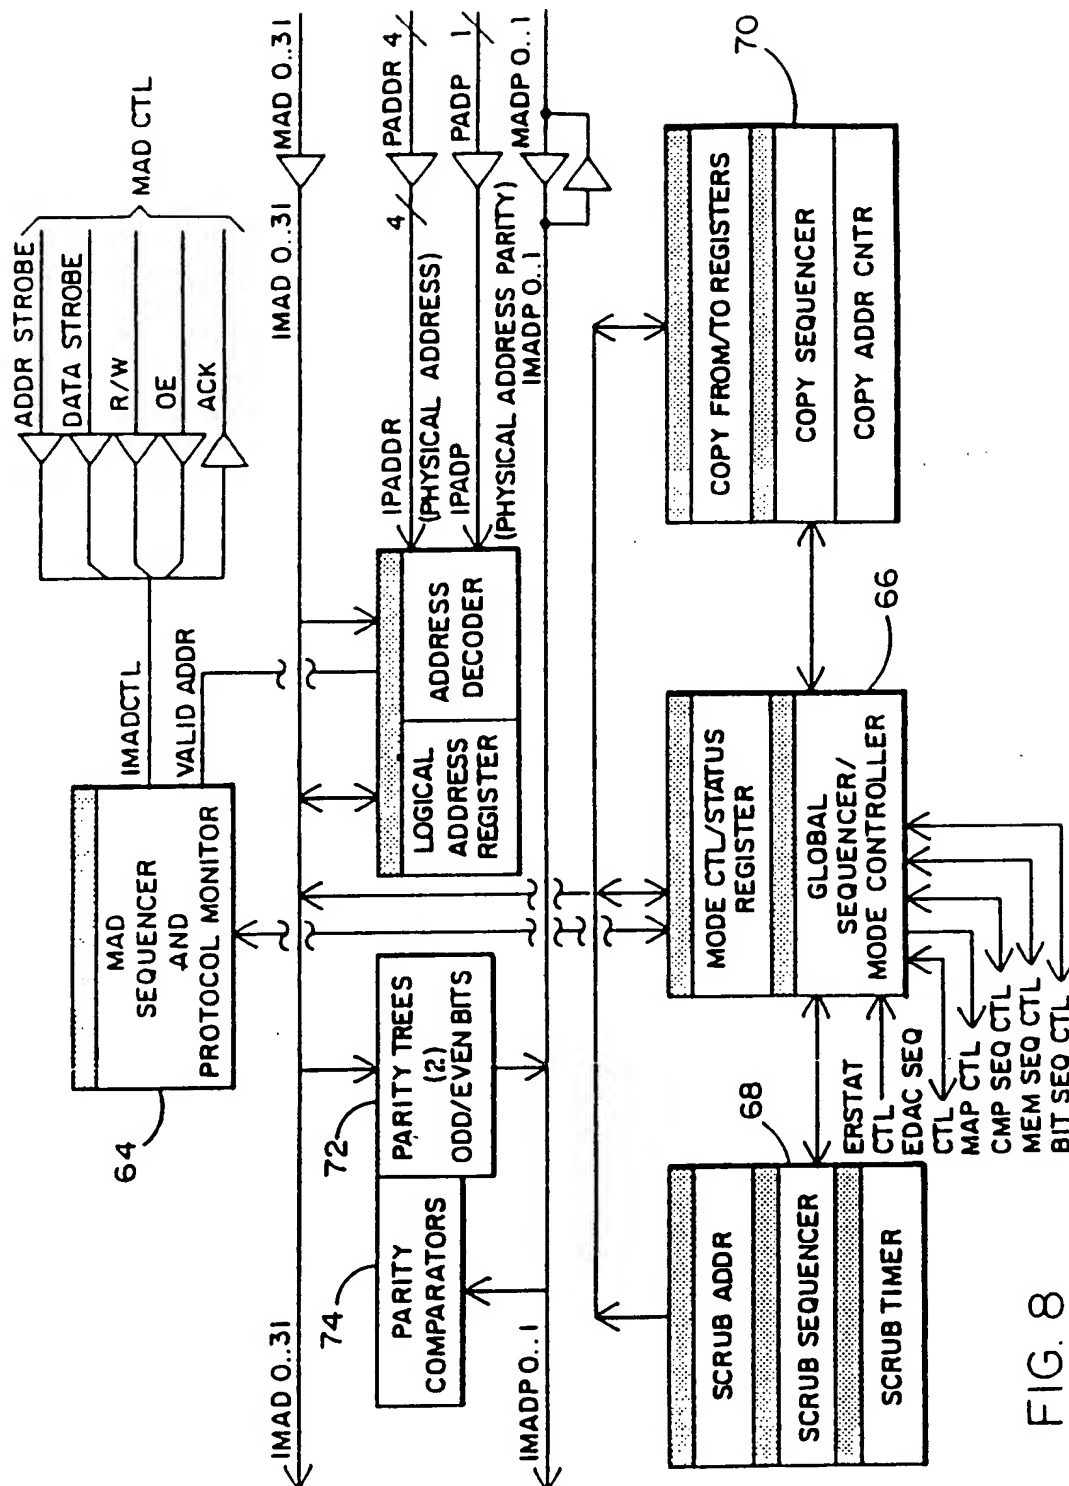 ADDR STROBE
DATA STROBE
R/W
OE
ACK
MAD CTL
IMADCTL
VALID ADDR
MAD
SEQUENCER
AND
PROTOCOL MONITOR
64
IMAD 0..31
IMAD 0..31
MAD 0..31
PARITY TREES
(2)
ODD/EVEN BITS
72
PARITY
COMPARATORS
74
LOGICAL
ADDRESS
REGISTER
ADDRESS
DECODER
IPADDR
(PHYSICAL ADDRESS)
IPADP
(PHYSICAL ADDRESS PARITY)
4
PADDR 4
PADP 1
IMADP 0..1
IMADP 0..1
MADP 0..1
SCRUB ADDR
SCRUB SEQUENCER
SCRUB TIMER
68
MODE CTL/STATUS
REGISTER
GLOBAL
SEQUENCER/
MODE CONTROLLER
66
COPY FROM/TO REGISTERS
COPY SEQUENCER
COPY ADDR CNTR
70
ERSTAT
CTL
EDAC SEQ
CTL
MAP CTL
CMP SEQ CTL
MEM SEQ CTL
BIT SEQ CTL
FIG. 8